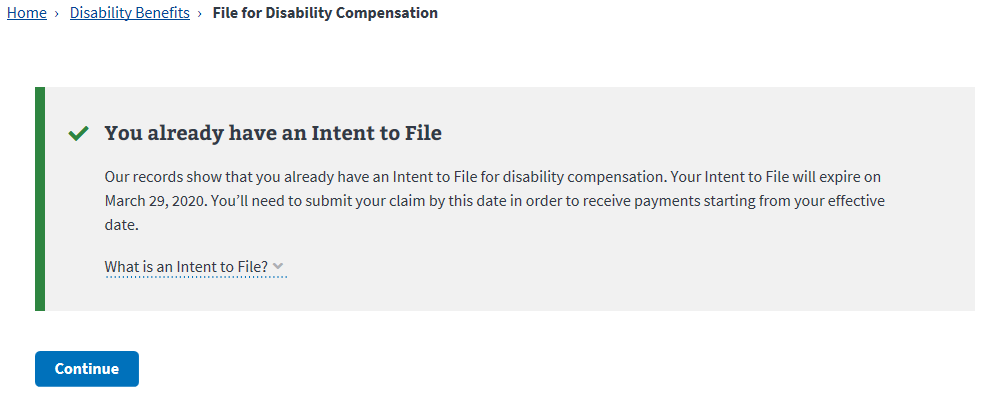 Home › Disability Benefits › File for Disability Compensation
You already have an Intent to File
Our records show that you already have an Intent to File for disability compensation. Your Intent to File will expire on
March 29, 2020. You’ll need to submit your claim by this date in order to receive payments starting from your effective
date.
What is an Intent to File?
Continue